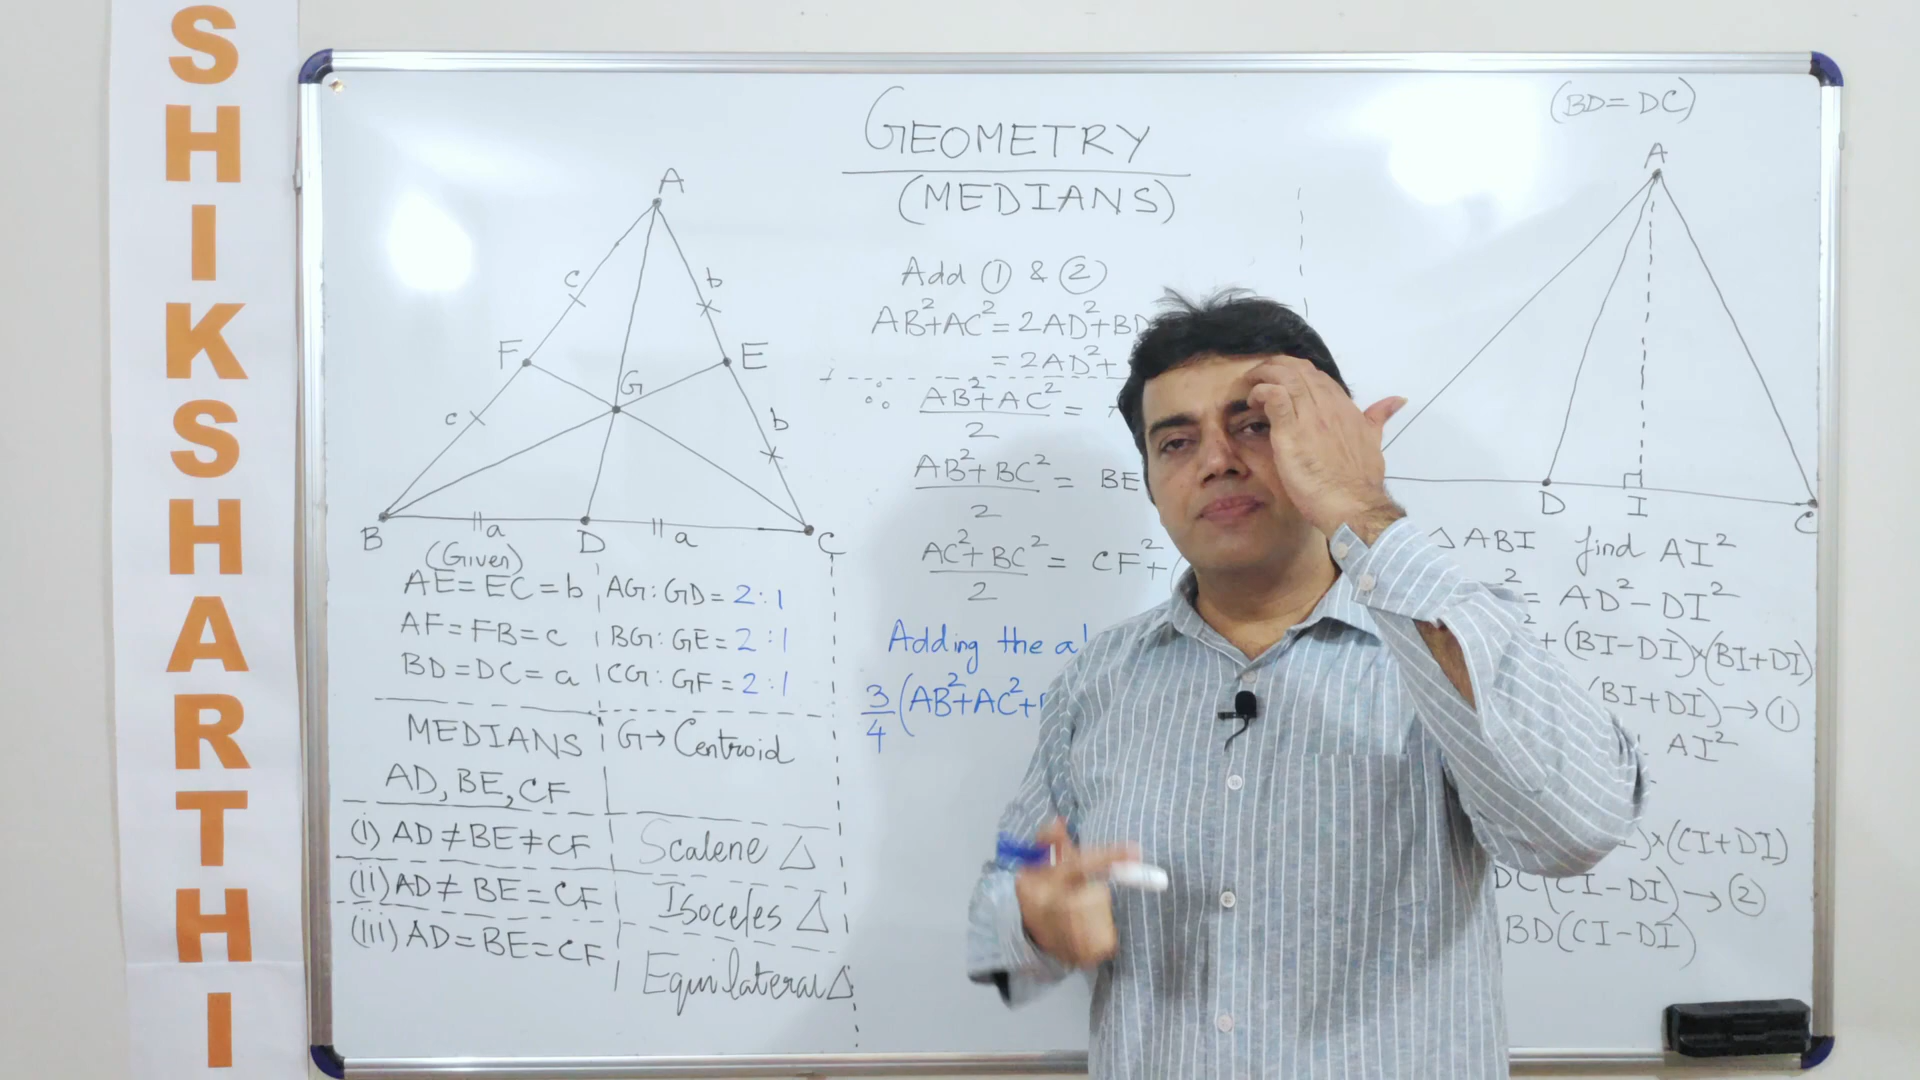 SHIKSHARTHI
GEOMETRY
(MEDIANS)
A
c
b
F
E
G
c
b
B
a
D
a
C
(Given)
AE = EC = b
AF = FB = c
BD = DC = a
AG : GD = 2 : 1
BG : GE = 2 : 1
CG : GF = 2 : 1
MEDIANS
AD, BE, CF
G → Centroid
(i) AD ≠ BE ≠ CF
Scalene △
(ii) AD ≠ BE = CF
Isoceles △
(iii) AD = BE = CF
Equilateral △
Add ① & ②
AB²+AC² = 2AD²+BD
= 2AD²+
∴ AB²+AC²/2 =
AB²+BC²/2 = BE
AC²+BC²/2 = CF²+(
Adding the
3/4 (AB²+AC²+
(BD = DC)
A
D
I
C
△ ABI find AI²
² = AD² – DI²
² + (BI–DI)×(BI+DI)
(BI+DI) → ①
AI²
)×(CI+DI)
DC(CI–DI) → ②
BD(CI–DI)